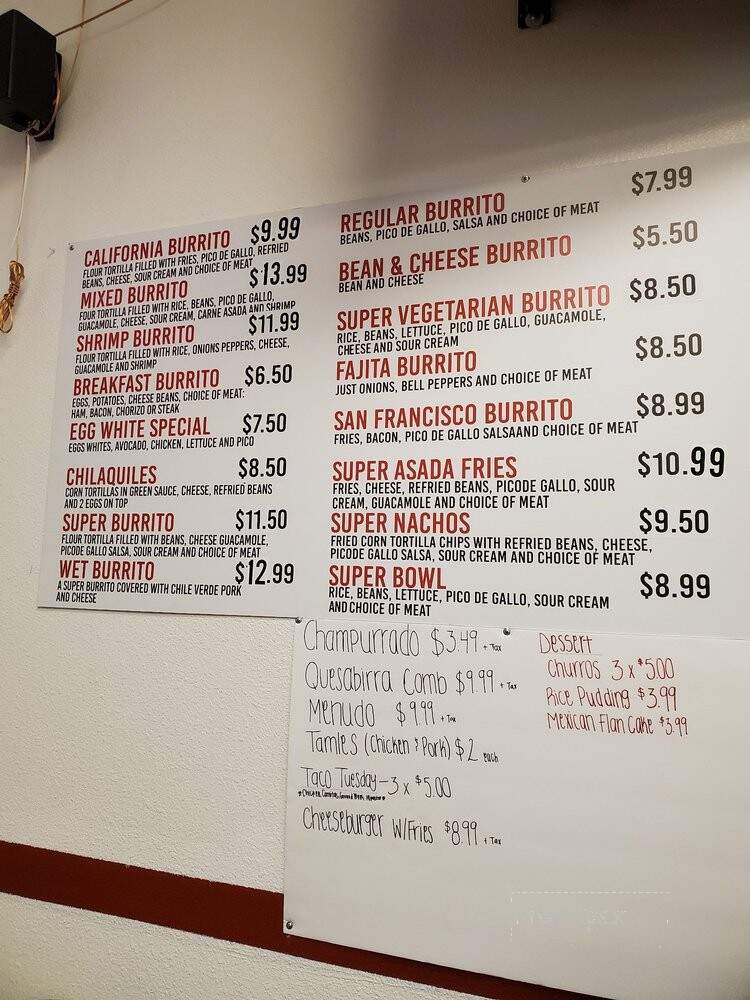 CALIFORNIA BURRITO $9.99
FLOUR TORTILLA FILLED WITH FRIES, PICO DE GALLO, REFRIED
BEANS, CHEESE, SOUR CREAM AND CHOICE OF MEAT
MIXED BURRITO $13.99
FOUR TORTILLA FILLED WITH RICE, BEANS, PICO DE GALLO,
GUACAMOLE, CHEESE, SOUR CREAM, CARNE ASADA AND SHRIMP
SHRIMP BURRITO $11.99
FLOUR TORTILLA FILLED WITH RICE, ONIONS PEPPERS, CHEESE,
GUACAMOLE AND SHRIMP
BREAKFAST BURRITO $6.50
EGGS, POTATOES, CHEESE BEANS, CHOICE OF MEAT:
HAM, BACON, CHORIZO OR STEAK
EGG WHITE SPECIAL $7.50
EGGS WHITES, AVOCADO, CHICKEN, LETTUCE AND PICO
CHILAQUILES $8.50
CORN TORTILLAS IN GREEN SAUCE, CHEESE, REFRIED BEANS
AND 2 EGGS ON TOP
SUPER BURRITO $11.50
FLOUR TORTILLA FILLED WITH BEANS, CHEESE GUACAMOLE,
PICODE GALLO SALSA, SOUR CREAM AND CHOICE OF MEAT
WET BURRITO $12.99
A SUPER BURRITO COVERED WITH CHILE VERDE PORK
AND CHEESE
REGULAR BURRITO $7.99
BEANS, PICO DE GALLO, SALSA AND CHOICE OF MEAT
BEAN & CHEESE BURRITO $5.50
BEAN AND CHEESE
SUPER VEGETARIAN BURRITO $8.50
RICE, BEANS, LETTUCE, PICO DE GALLO, GUACAMOLE,
CHEESE AND SOUR CREAM
FAJITA BURRITO $8.50
JUST ONIONS, BELL PEPPERS AND CHOICE OF MEAT
SAN FRANCISCO BURRITO $8.99
FRIES, BACON, PICO DE GALLO SALSAAND CHOICE OF MEAT
SUPER ASADA FRIES $10.99
FRIES, CHEESE, REFRIED BEANS, PICODE GALLO, SOUR
CREAM, GUACAMOLE AND CHOICE OF MEAT
SUPER NACHOS $9.50
FRIED CORN TORTILLA CHIPS WITH REFRIED BEANS, CHEESE,
PICODE GALLO SALSA, SOUR CREAM AND CHOICE OF MEAT
SUPER BOWL $8.99
RICE, BEANS, LETTUCE, PICO DE GALLO, SOUR CREAM
AND CHOICE OF MEAT
Champurrado $3.49 + Tax
Quesabirra Comb $9.99 + Tax
Menudo $9.99 + Tax
Tamles (Chicken & Pork) $2 each
Taco Tuesday - 3 x $5.00
Cheeseburger W/Fries $8.99 + Tax
Dessert
Churros 3 x $5.00
Rice Pudding $3.99
Mexican Flan Cake $3.99